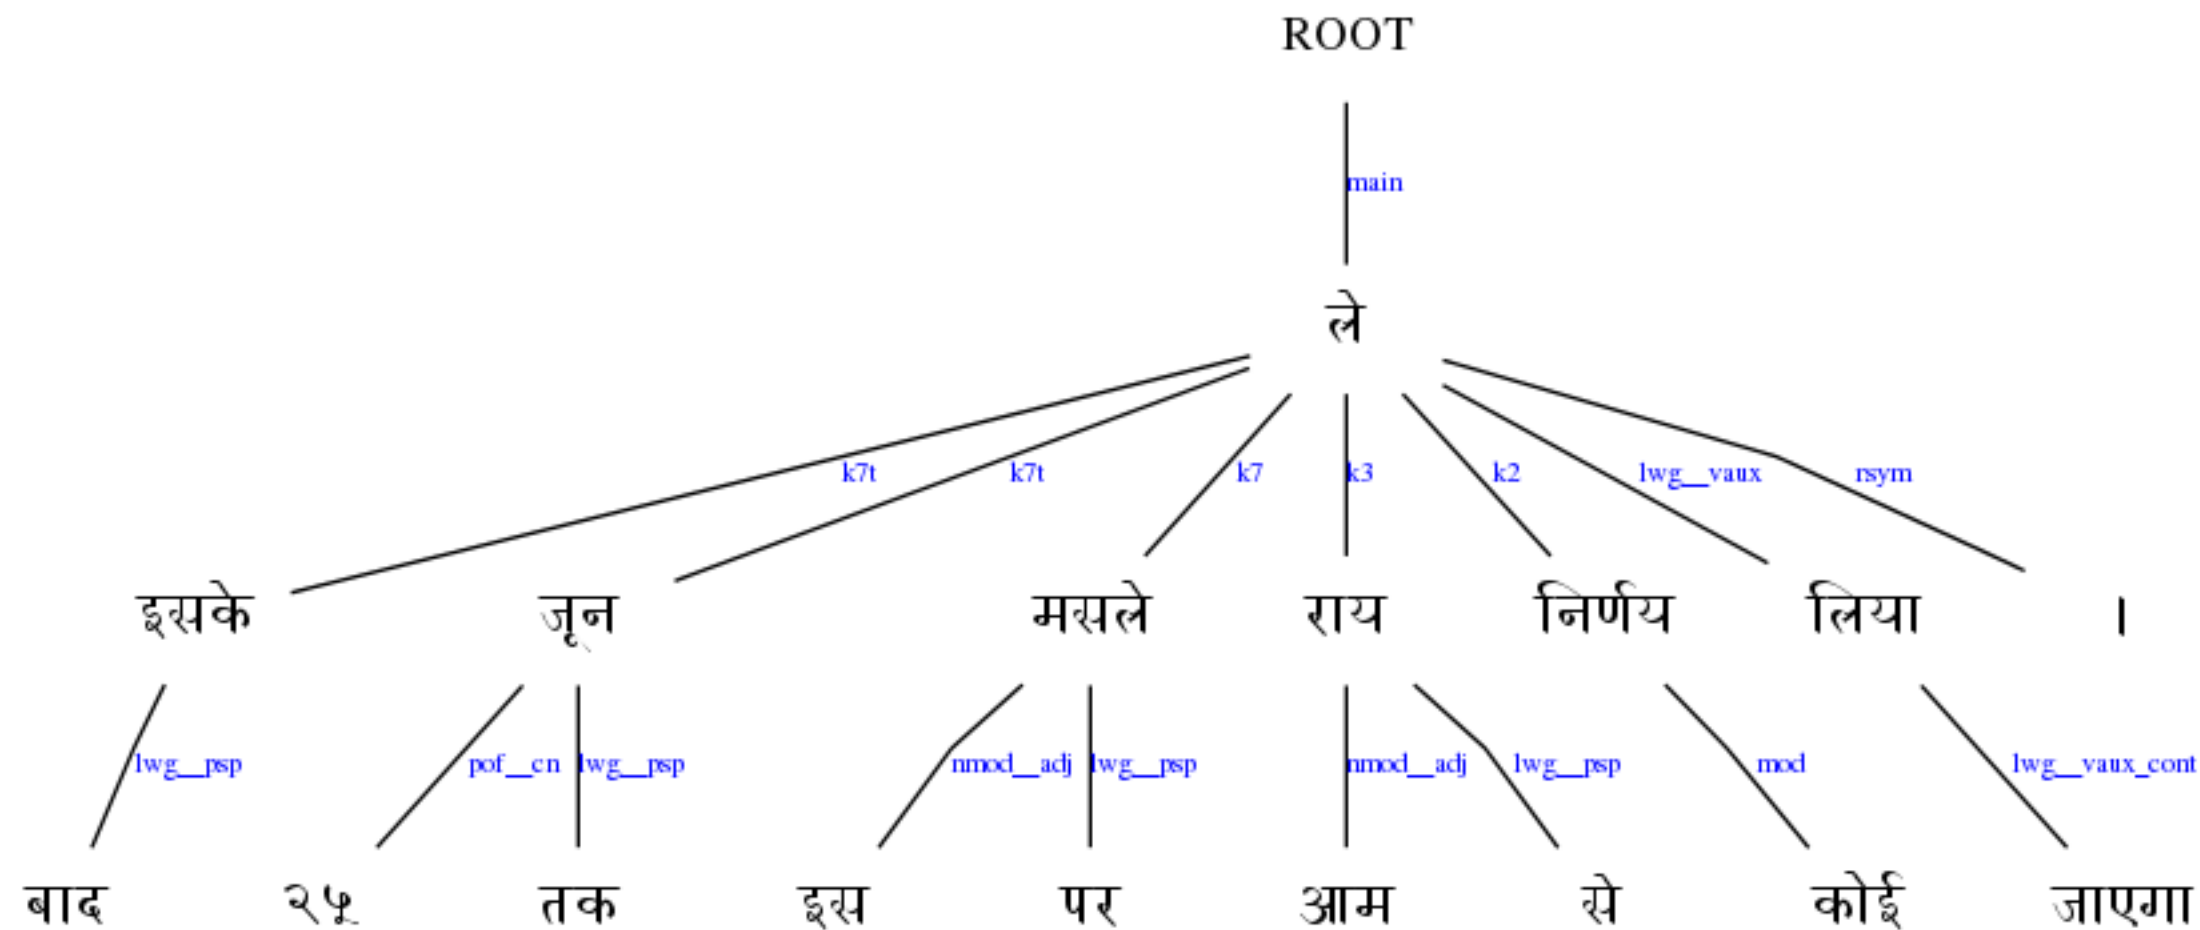 ROOT
main
ले
k7t k7t k7 k3 k2 lwg__vaux rsym
इसके जून मसले राय निर्णय लिया ।
lwg__psp pof__cn lwg__psp nmod__adj lwg__psp nmod__adj lwg__psp mod lwg__vaux_cont
बाद २५ तक इस पर आम से कोई जाएगा